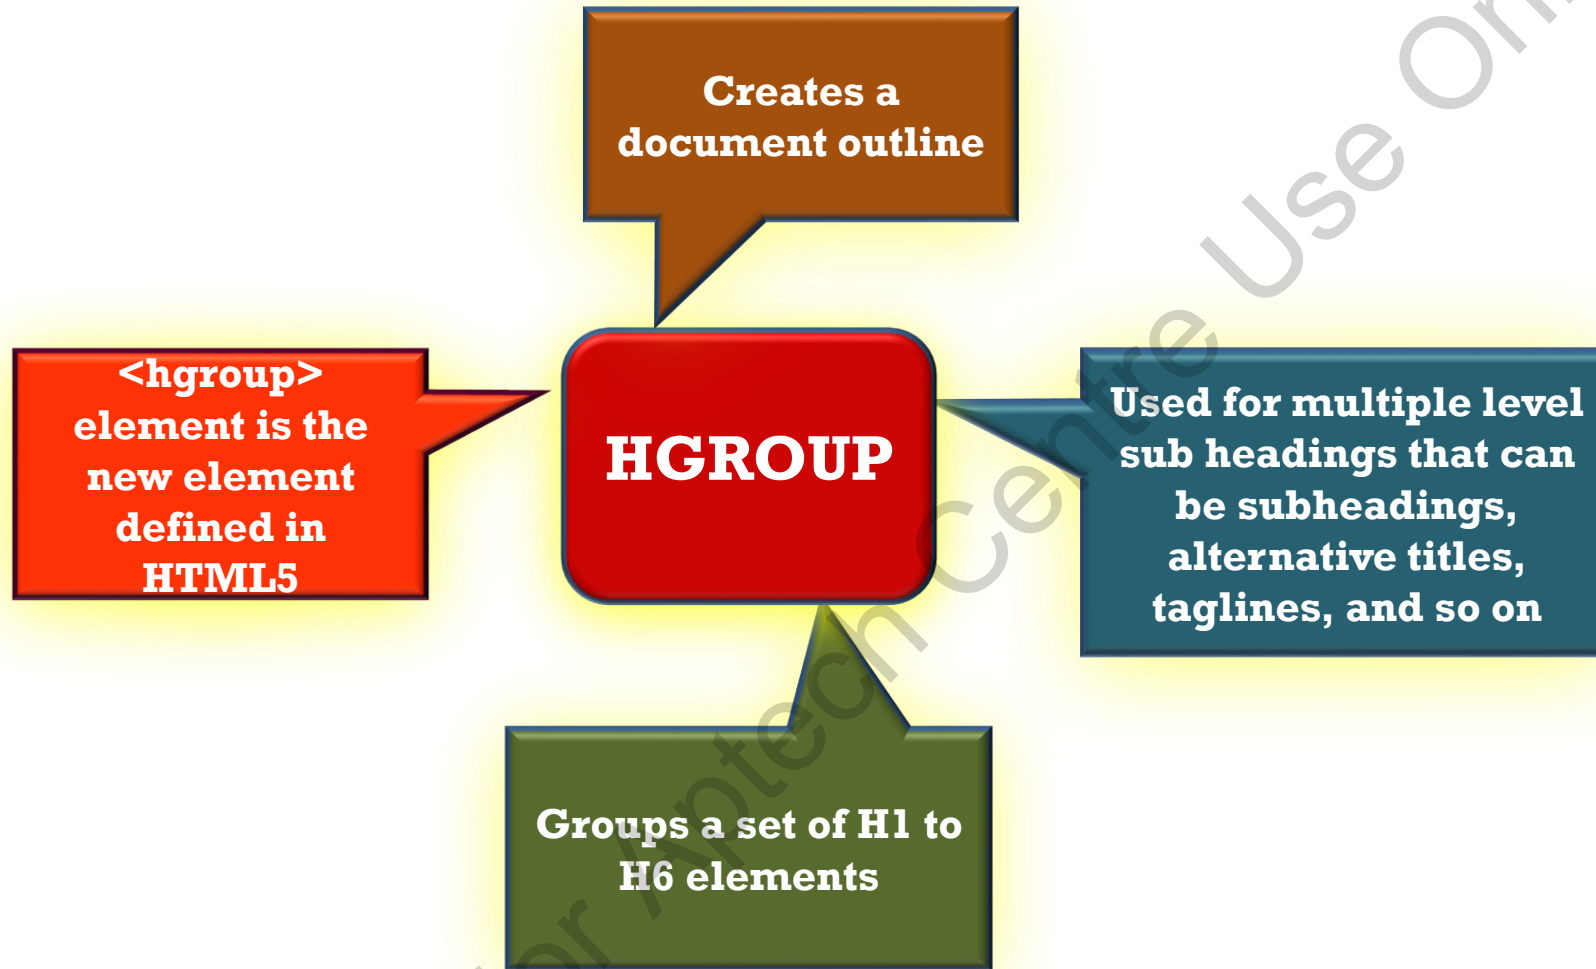 Creates a
document outline
<hgroup>
element is the
new element
defined in
HTML5
HGROUP
Used for multiple level
sub headings that can
be subheadings,
alternative titles,
taglines, and so on
Groups a set of H1 to
H6 elements
For Aptech Centre Use